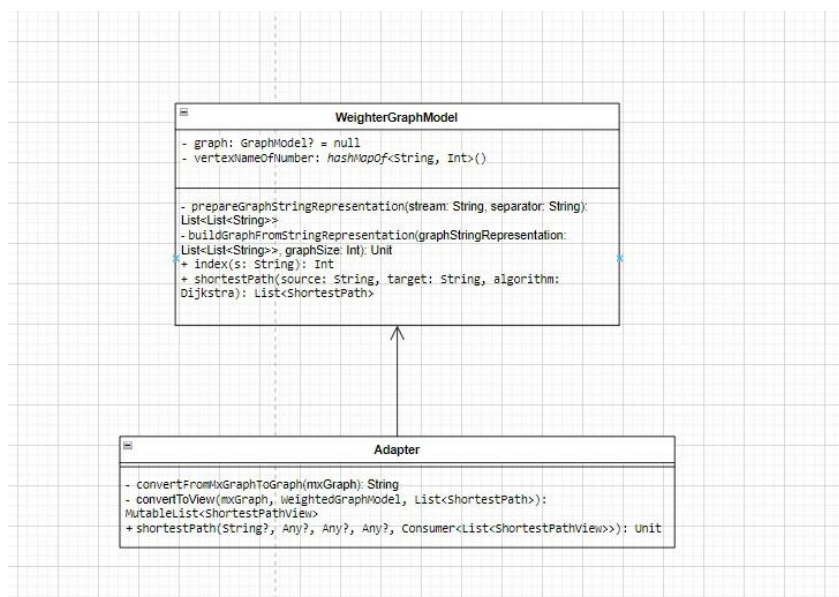 WeighterGraphModel
- graph: GraphModel? = null
- vertexNameOfNumber: hashMapOf<String, Int>()
- prepareGraphStringRepresentation(stream: String, separator: String):
List<List<String>>
- buildGraphFromStringRepresentation(graphStringRepresentation:
List<List<String>>, graphSize: Int): Unit
+ index(s: String): Int
+ shortestPath(source: String, target: String, algorithm:
Dijkstra): List<ShortestPath>
Adapter
- convertFromMxGraphToGraph(mxGraph): String
- convertToView(mxGraph, WeightedGraphModel, List<ShortestPath>):
MutableList<ShortestPathView>
+ shortestPath(String?, Any?, Any?, Any?, Consumer<List<ShortestPathView>>): Unit